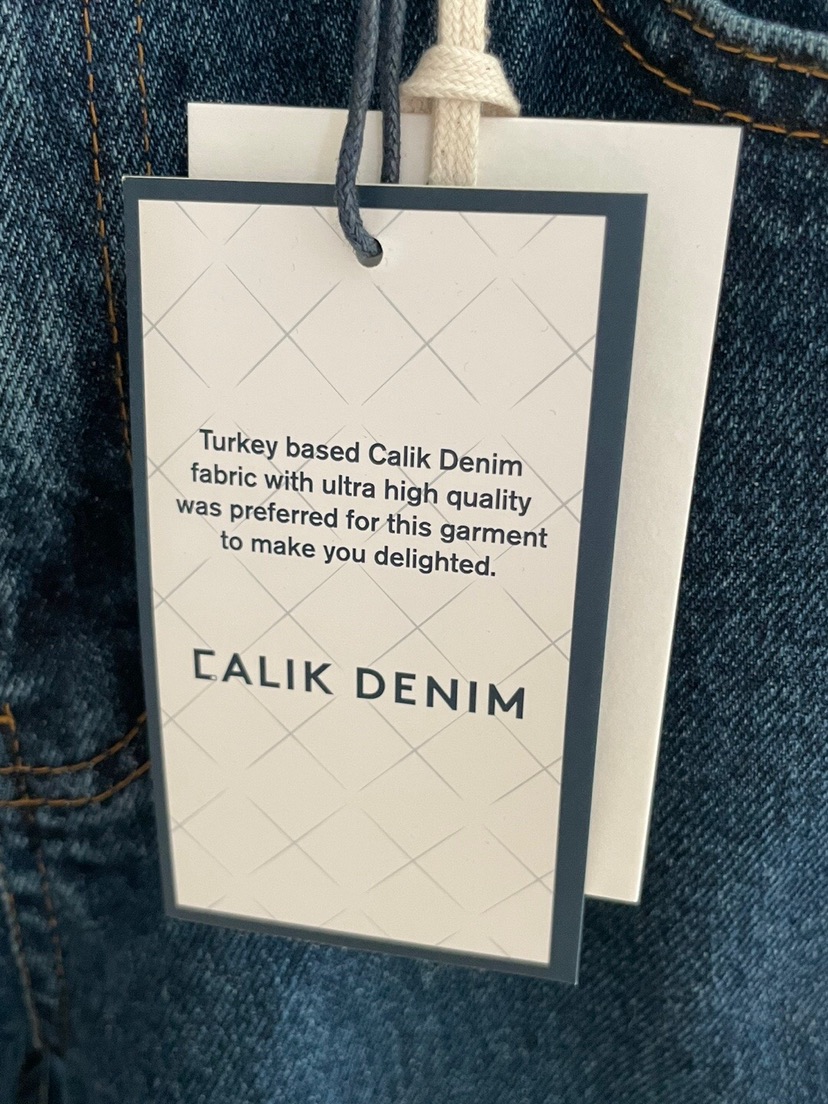 Turkey based Calik Denim
fabric with ultra high quality
was preferred for this garment
to make you delighted.
CALIK DENIM